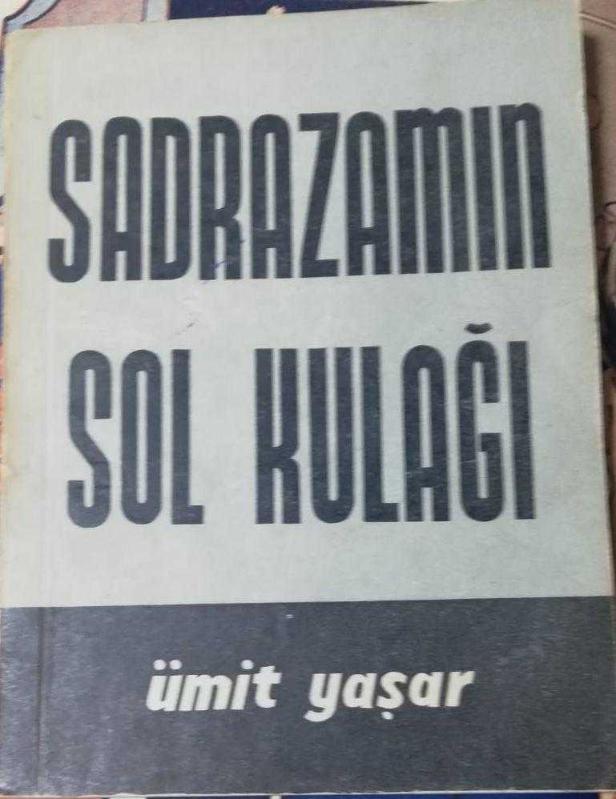 SADRAZAMIN
SOL KULAĞI
ümit yaşar